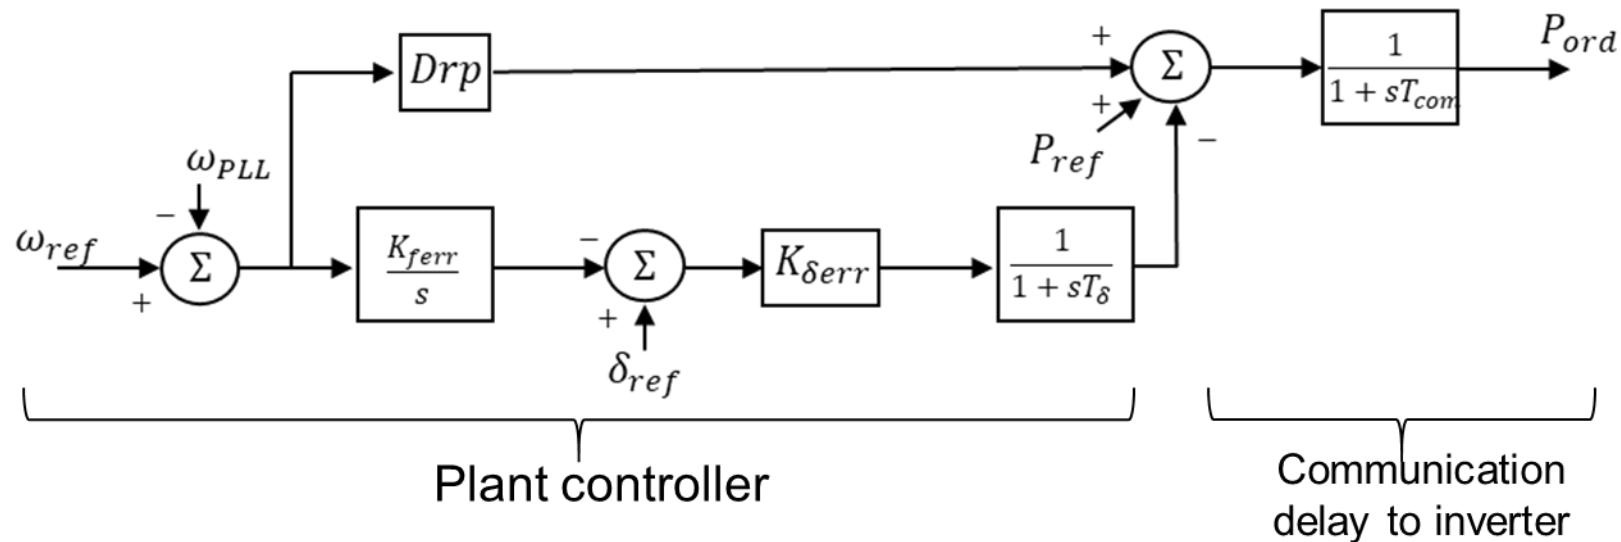 Drp
+
Σ
1
1 + sT_com
P_ord
+
P_ref
−
ω_PLL
−
ω_ref
+
Σ
K_ferr
s
−
Σ
+
δ_ref
K_δerr
1
1 + sT_δ
Plant controller
Communication
delay to inverter